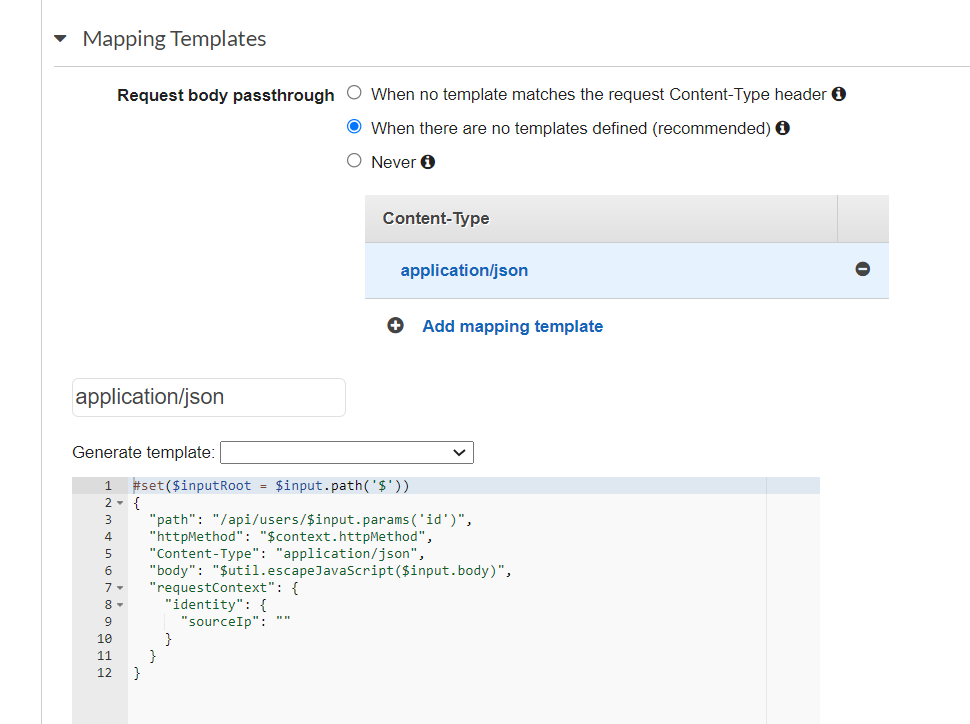 Mapping Templates
Request body passthrough
When no template matches the request Content-Type header
When there are no templates defined (recommended)
Never
Content-Type
application/json
Add mapping template
application/json
Generate template:
1 #set($inputRoot = $input.path('$'))
2 {
3 "path": "/api/users/$input.params('id')",
4 "httpMethod": "$context.httpMethod",
5 "Content-Type": "application/json",
6 "body": "$util.escapeJavaScript($input.body)",
7 "requestContext": {
8 "identity": {
9 "sourceIp": ""
10 }
11 }
12 }